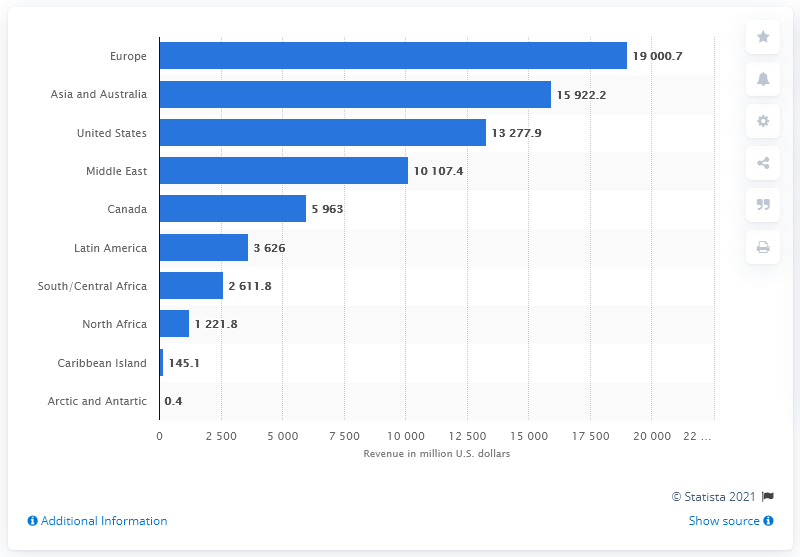 Europe 19 000.7
Asia and Australia 15 922.2
United States 13 277.9
Middle East 10 107.4
Canada 5 963
Latin America 3 626
South/Central Africa 2 611.8
North Africa 1 221.8
Caribbean Island 145.1
Arctic and Antartic 0.4
0 2 500 5 000 7 500 10 000 12 500 15 000 17 500 20 000 22 ...
Revenue in million U.S. dollars
© Statista 2021
Additional Information Show source